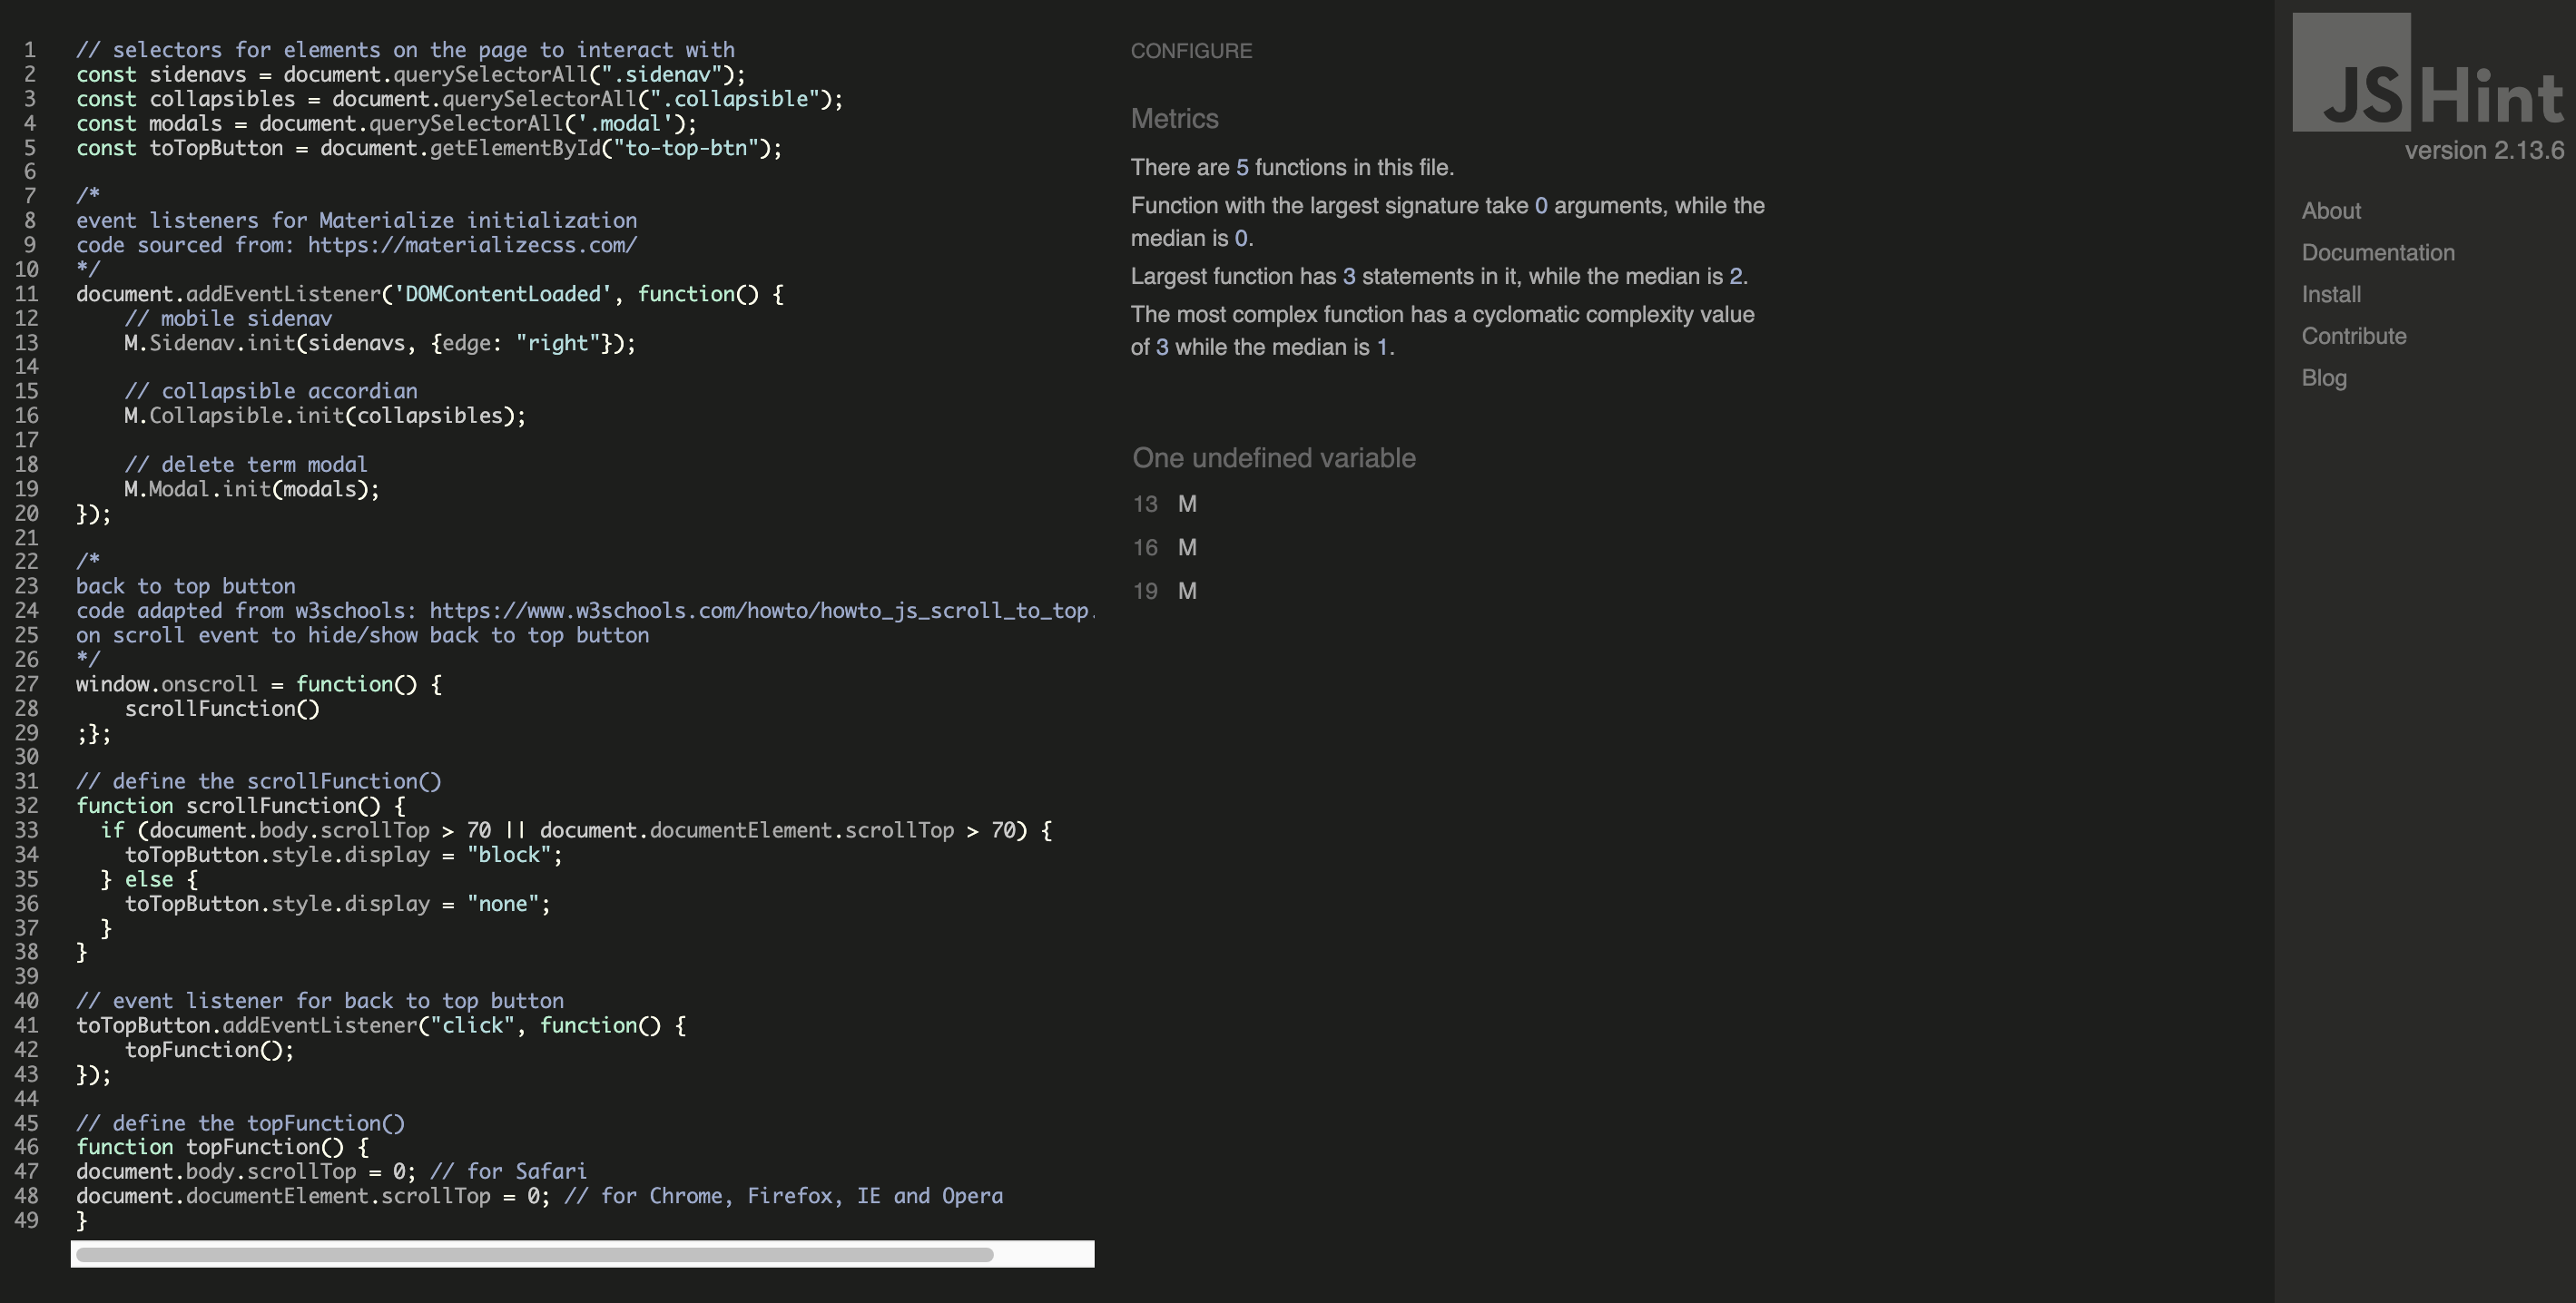 1 // selectors for elements on the page to interact with
2 const sidenavs = document.querySelectorAll(".sidenav");
3 const collapsibles = document.querySelectorAll(".collapsible");
4 const modals = document.querySelectorAll('.modal');
5 const toTopButton = document.getElementById("to-top-btn");
6
7 /*
8 event listeners for Materialize initialization
9 code sourced from: https://materializecss.com/
10 */
11 document.addEventListener('DOMContentLoaded', function() {
12     // mobile sidenav
13     M.Sidenav.init(sidenavs, {edge: "right"});
14
15     // collapsible accordian
16     M.Collapsible.init(collapsibles);
17
18     // delete term modal
19     M.Modal.init(modals);
20 });
21
22 /*
23 back to top button
24 code adapted from w3schools: https://www.w3schools.com/howto/howto_js_scroll_to_top.
25 on scroll event to hide/show back to top button
26 */
27 window.onscroll = function() {
28     scrollFunction()
29 ;};
30
31 // define the scrollFunction()
32 function scrollFunction() {
33   if (document.body.scrollTop > 70 || document.documentElement.scrollTop > 70) {
34     toTopButton.style.display = "block";
35   } else {
36     toTopButton.style.display = "none";
37   }
38 }
39
40 // event listener for back to top button
41 toTopButton.addEventListener("click", function() {
42     topFunction();
43 });
44
45 // define the topFunction()
46 function topFunction() {
47 document.body.scrollTop = 0; // for Safari
48 document.documentElement.scrollTop = 0; // for Chrome, Firefox, IE and Opera
49 }
CONFIGURE
Metrics
There are 5 functions in this file.
Function with the largest signature take 0 arguments, while the
median is 0.
Largest function has 3 statements in it, while the median is 2.
The most complex function has a cyclomatic complexity value
of 3 while the median is 1.
One undefined variable
13 M
16 M
19 M
JSHint
version 2.13.6
About
Documentation
Install
Contribute
Blog